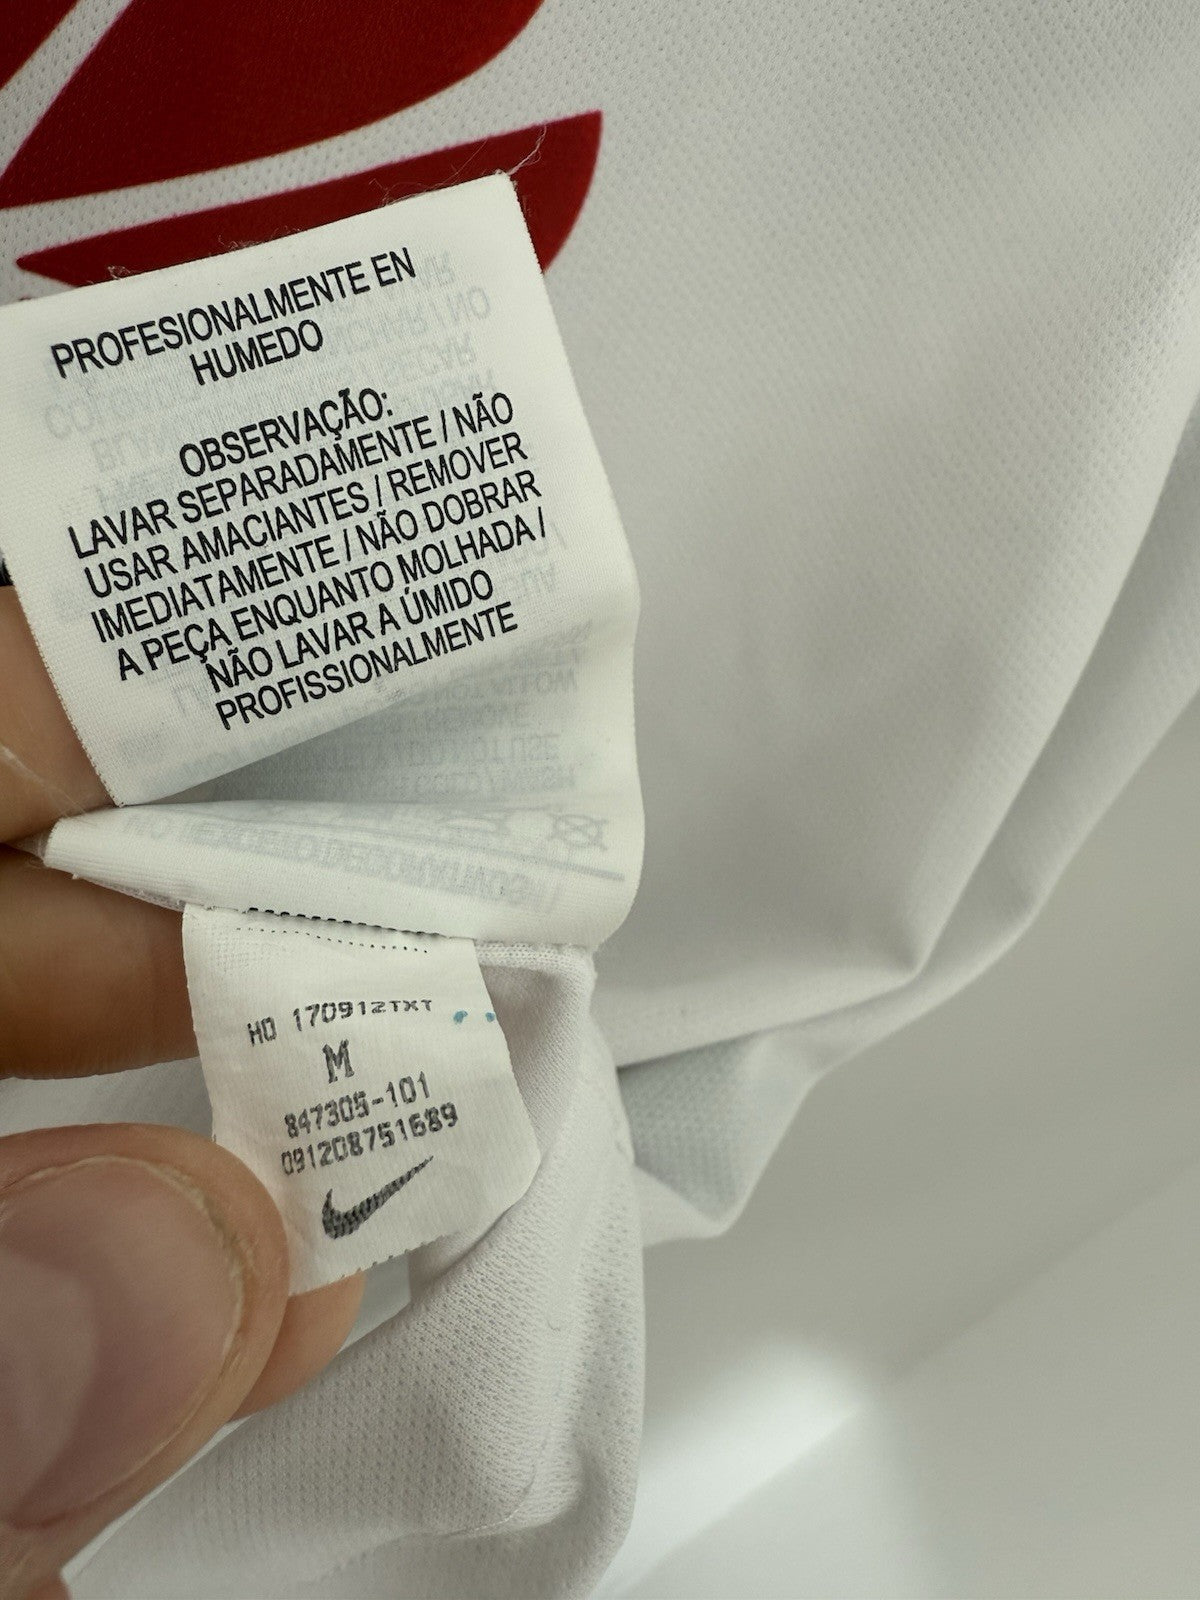 PROFESIONALMENTE EN
HUMEDO
OBSERVAÇÃO:
LAVAR SEPARADAMENTE / NÃO
USAR AMACIANTES / REMOVER
IMEDIATAMENTE / NÃO DOBRAR
A PEÇA ENQUANTO MOLHADA /
NÃO LAVAR A ÚMIDO
PROFISSIONALMENTE
HO 170912TXT
M
847305-101
091208751689